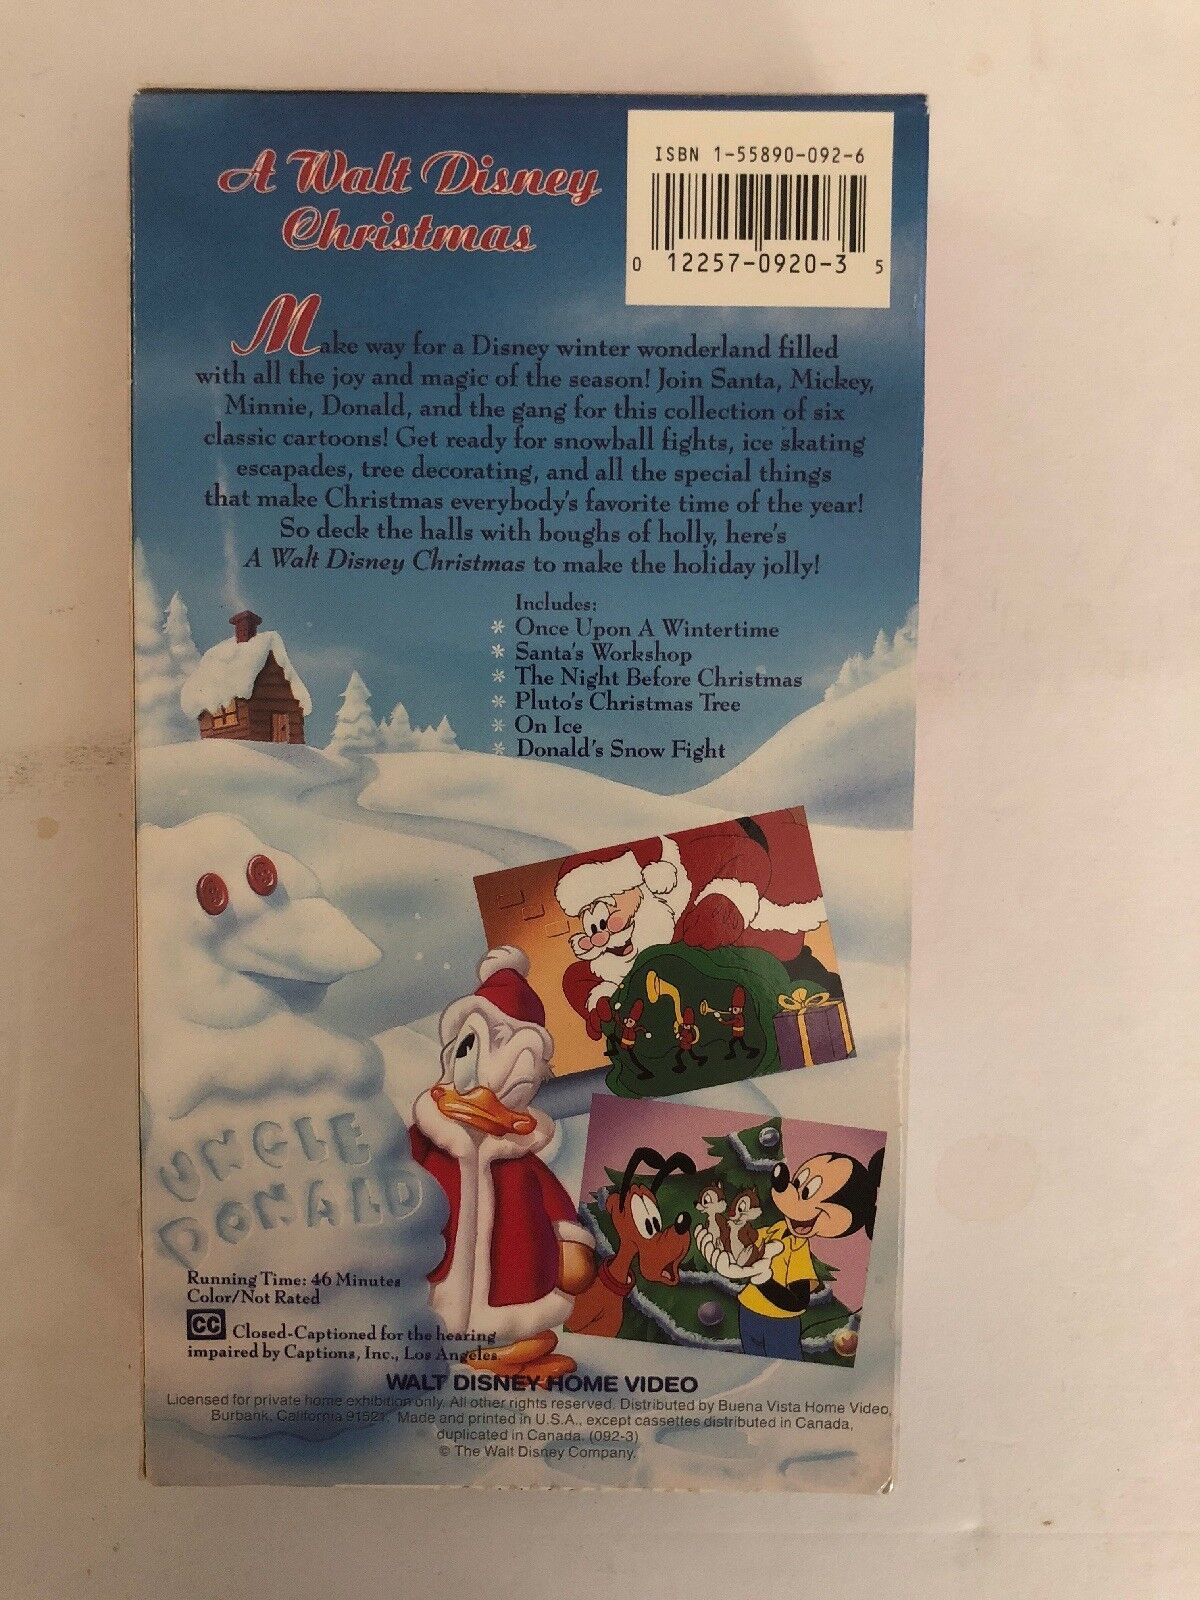 A Walt Disney
Christmas
ISBN 1-55890-092-6
0 12257-0920-3 5
Make way for a Disney winter wonderland filled
with all the joy and magic of the season! Join Santa, Mickey,
Minnie, Donald, and the gang for this collection of six
classic cartoons! Get ready for snowball fights, ice skating
escapades, tree decorating, and all the special things
that make Christmas everybody's favorite time of the year!
So deck the halls with boughs of holly, here's
A Walt Disney Christmas to make the holiday jolly!
Includes:
* Once Upon A Wintertime
* Santa's Workshop
* The Night Before Christmas
* Pluto's Christmas Tree
* On Ice
* Donald's Snow Fight
UNCLE
DONALD
Running Time: 46 Minutes
Color/Not Rated
CC Closed-Captioned for the hearing
impaired by Captions, Inc., Los Angeles.
WALT DISNEY HOME VIDEO
Licensed for private home exhibition only. All other rights reserved. Distributed by Buena Vista Home Video,
Burbank, California 91521. Made and printed in U.S.A., except cassettes distributed in Canada,
duplicated in Canada. (092-3)
© The Walt Disney Company.